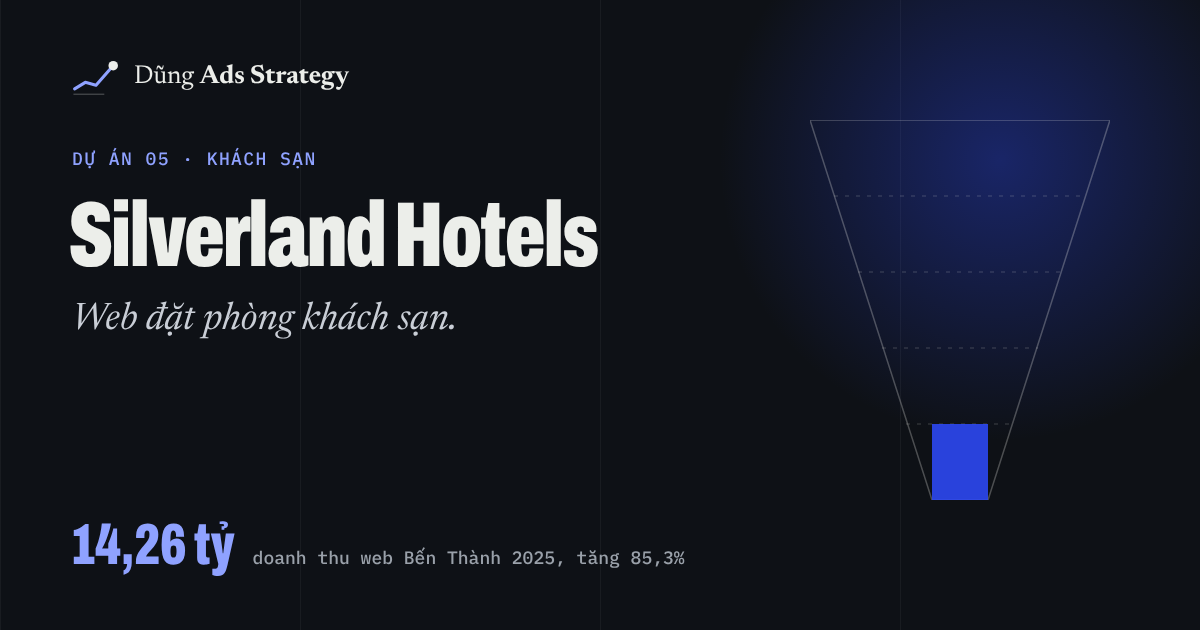 Dũng Ads Strategy
DỰ ÁN 05 · KHÁCH SẠN
Silverland Hotels
Web đặt phòng khách sạn.
14,26 tỷ doanh thu web Bến Thành 2025, tăng 85,3%